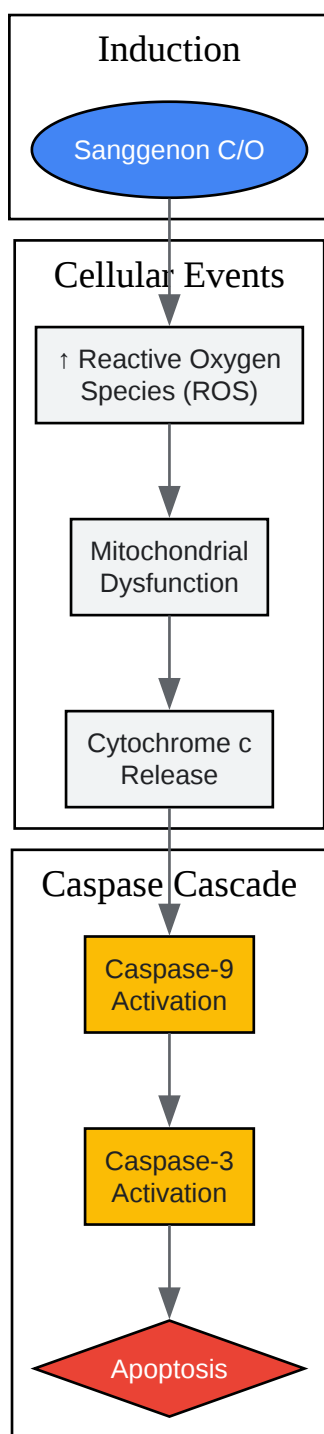 Induction
Sanggenon C/O
Cellular Events
↑ Reactive Oxygen
Species (ROS)
Mitochondrial
Dysfunction
Cytochrome c
Release
Caspase Cascade
Caspase-9
Activation
Caspase-3
Activation
Apoptosis